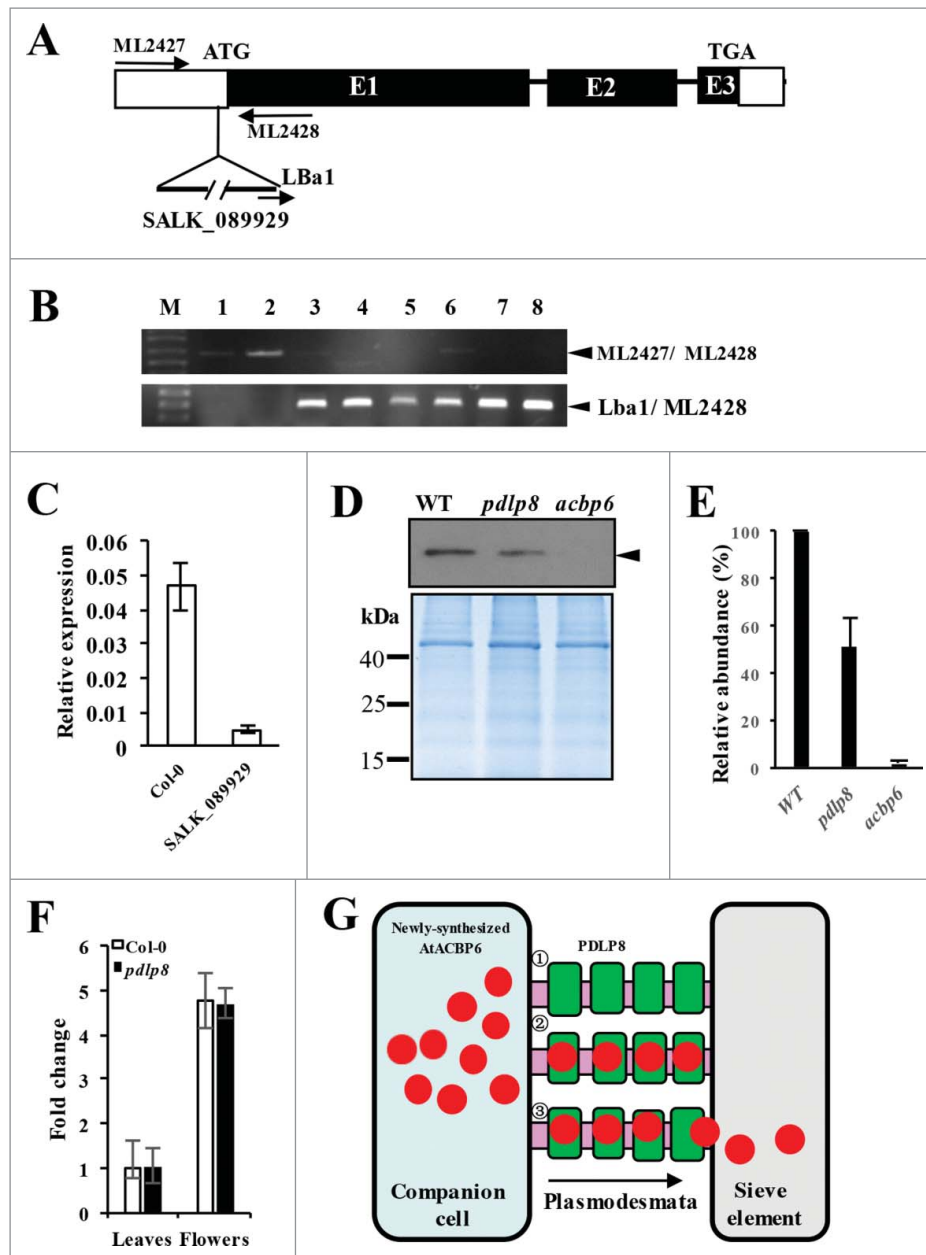 A
ML2427
ATG
TGA
E1
E2
E3
ML2428
LBa1
SALK_089929
B
M 1 2 3 4 5 6 7 8
ML2427/ ML2428
Lba1/ ML2428
C
Relative expression
0.06
0.05
0.04
0.03
0.02
0.01
0
Col-0
SALK_089929
D
WT pdlp8 acbp6
kDa
40
25
15
E
Relative abundance (%)
100
80
60
40
20
0
WT
pdlp8
acbp6
F
Col-0
pdlp8
Fold change
6
5
4
3
2
1
0
Leaves Flowers
G
Newly-synthesized
AtACBP6
PDLP8
①
②
③
Companion
cell
Plasmodesmata
Sieve
element